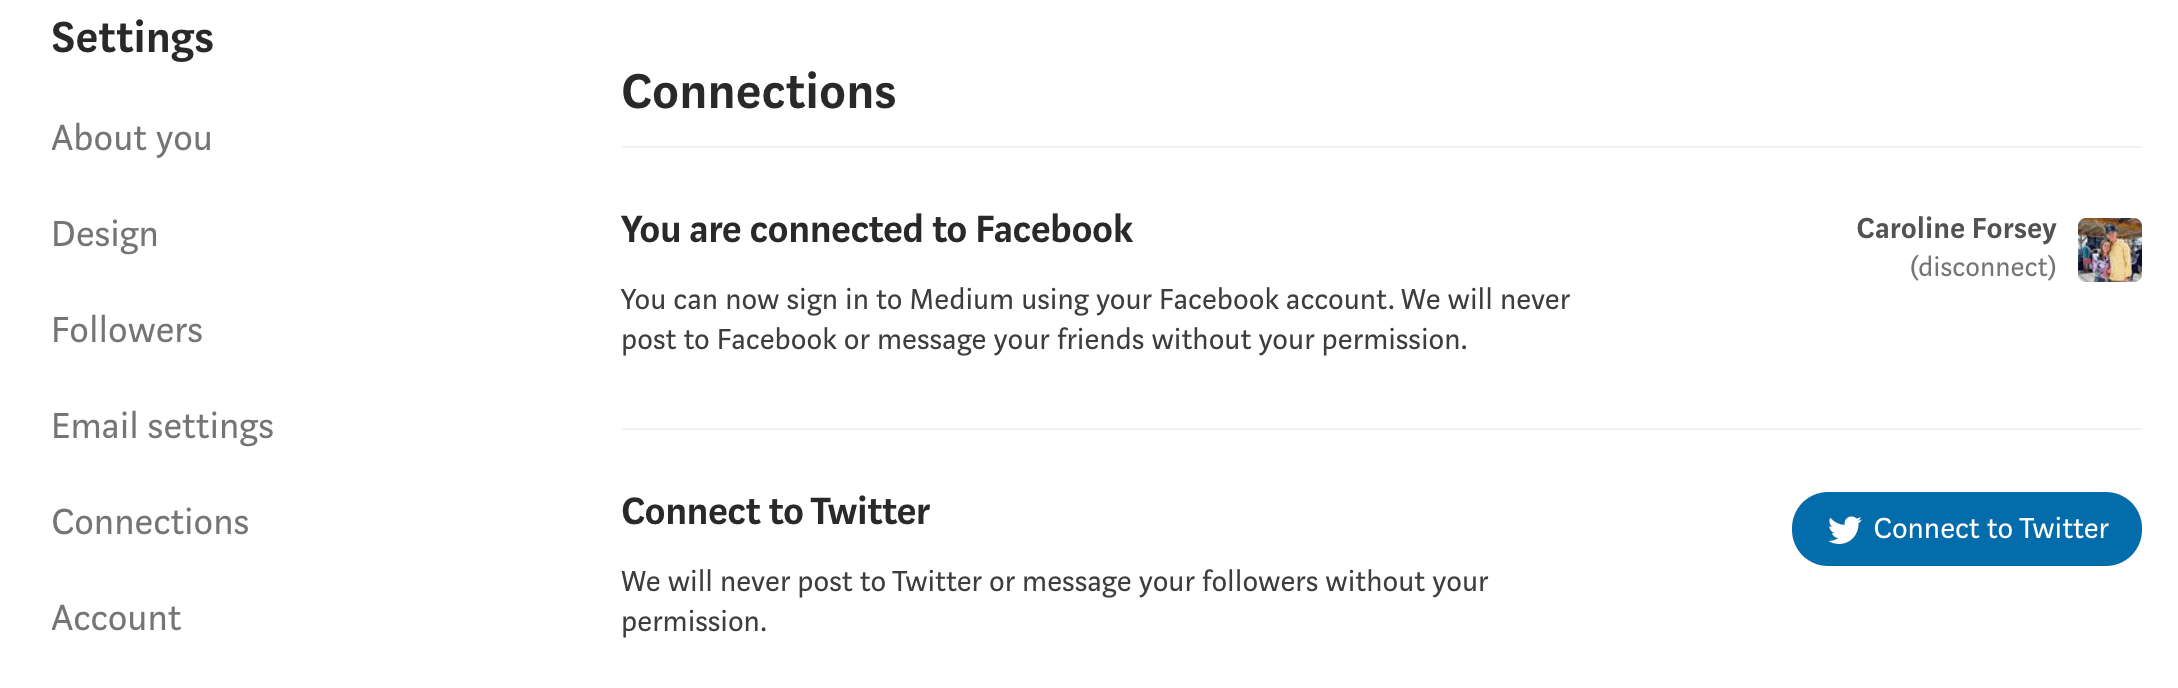 Settings
About you
Design
Followers
Email settings
Connections
Account
Connections
You are connected to Facebook
You can now sign in to Medium using your Facebook account. We will never
post to Facebook or message your friends without your permission.
Caroline Forsey
(disconnect)
Connect to Twitter
We will never post to Twitter or message your followers without your
permission.
Connect to Twitter